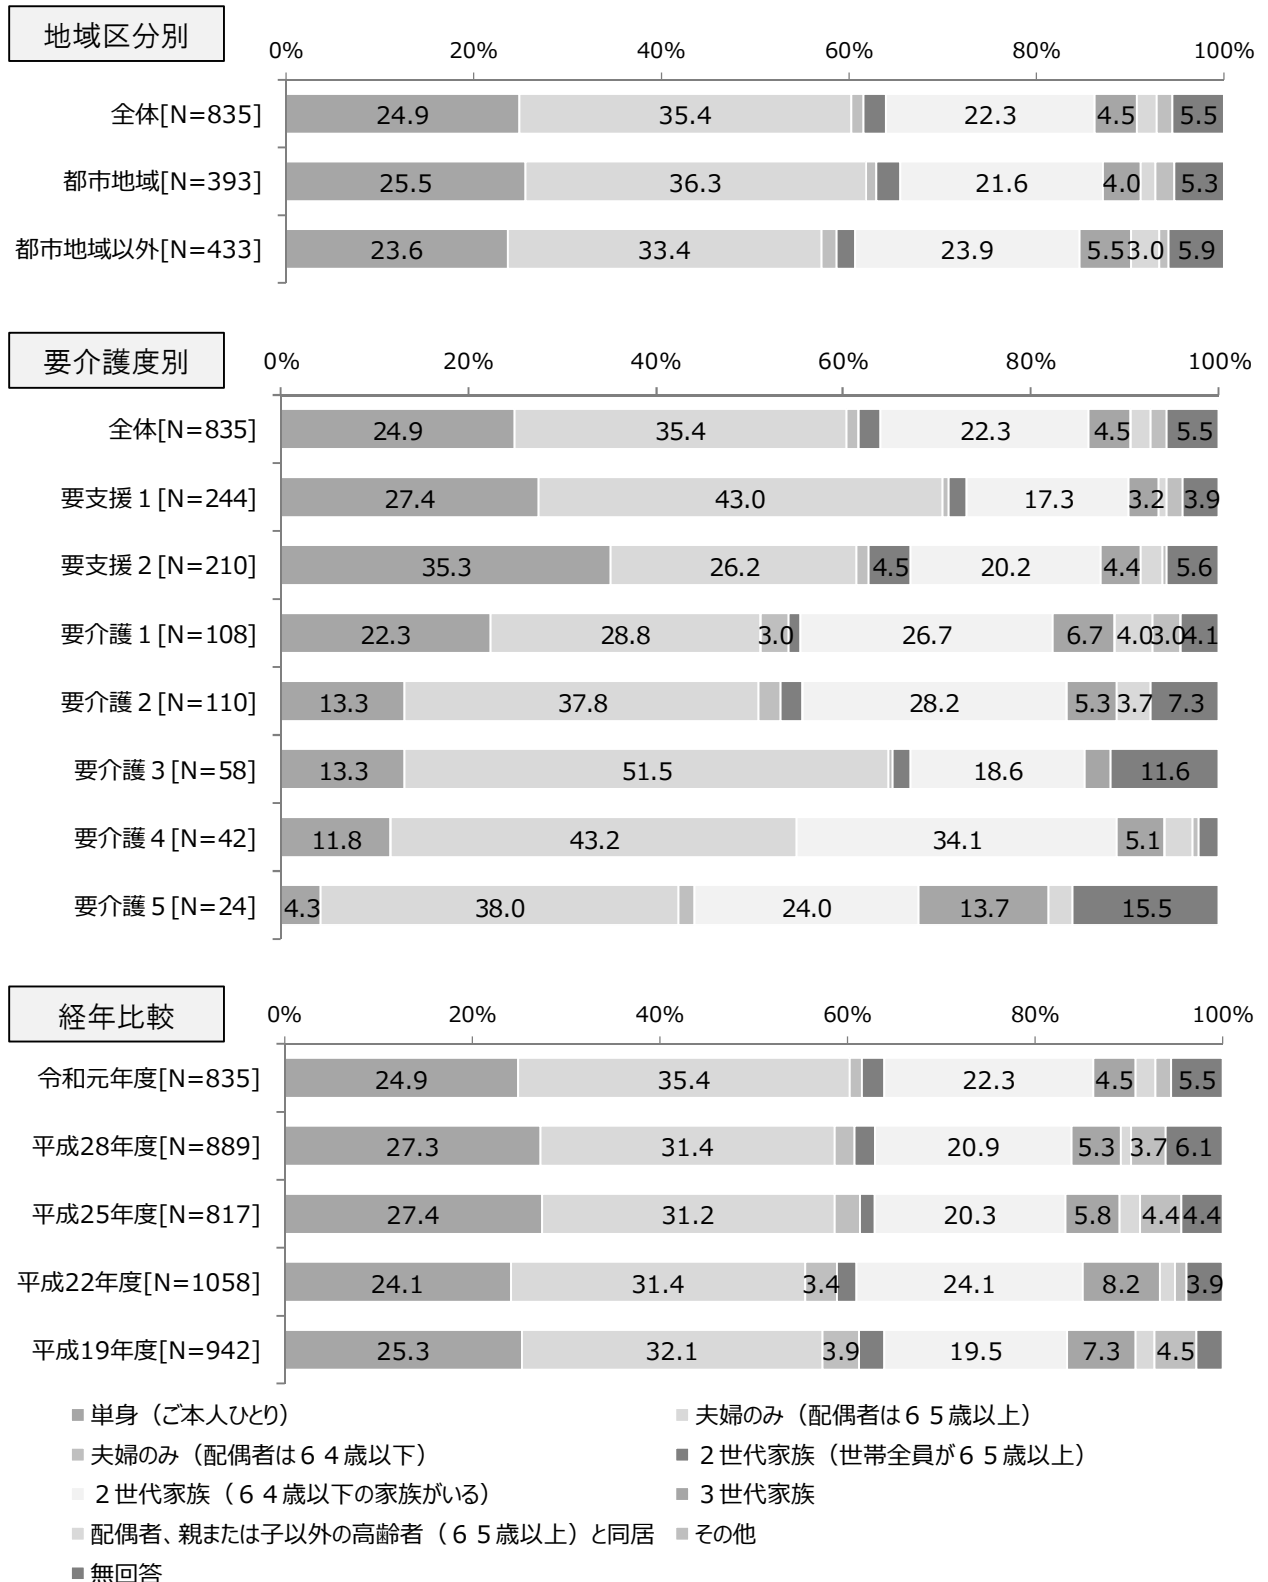 地域区分別
0% 20% 40% 60% 80% 100%
全体[N=835] 24.9 35.4 22.3 4.5 5.5
都市地域[N=393] 25.5 36.3 21.6 4.0 5.3
都市地域以外[N=433] 23.6 33.4 23.9 5.5 3.0 5.9
要介護度別
0% 20% 40% 60% 80% 100%
全体[N=835] 24.9 35.4 22.3 4.5 5.5
要支援１[N=244] 27.4 43.0 17.3 3.2 3.9
要支援２[N=210] 35.3 26.2 4.5 20.2 4.4 5.6
要介護１[N=108] 22.3 28.8 3.0 26.7 6.7 4.0 3.0 4.1
要介護２[N=110] 13.3 37.8 28.2 5.3 3.7 7.3
要介護３[N=58] 13.3 51.5 18.6 11.6
要介護４[N=42] 11.8 43.2 34.1 5.1
要介護５[N=24] 4.3 38.0 24.0 13.7 15.5
経年比較
0% 20% 40% 60% 80% 100%
令和元年度[N=835] 24.9 35.4 22.3 4.5 5.5
平成28年度[N=889] 27.3 31.4 20.9 5.3 3.7 6.1
平成25年度[N=817] 27.4 31.2 20.3 5.8 4.4 4.4
平成22年度[N=1058] 24.1 31.4 3.4 24.1 8.2 3.9
平成19年度[N=942] 25.3 32.1 3.9 19.5 7.3 4.5
単身（ご本人ひとり） 夫婦のみ（配偶者は６５歳以上）
夫婦のみ（配偶者は６４歳以下） ２世代家族（世帯全員が６５歳以上）
２世代家族（６４歳以下の家族がいる） ３世代家族
配偶者、親または子以外の高齢者（６５歳以上）と同居 その他
無回答